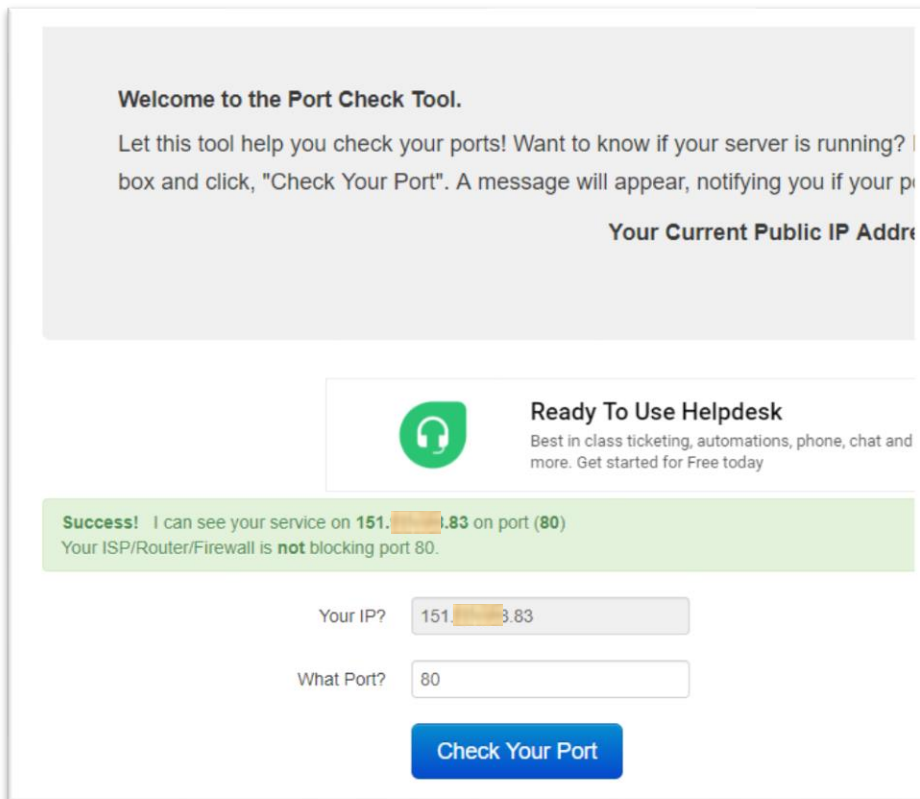 Welcome to the Port Check Tool.
Let this tool help you check your ports! Want to know if your server is running?
box and click, "Check Your Port". A message will appear, notifying you if your
Your Current Public IP
Ready To Use Helpdesk
Best in class ticketing, automations, phone, chat and
more. Get started for Free today
Success! I can see your service on 151. .83 on port (80)
Your ISP/Router/Firewall is not blocking port 80.
Your IP? 151. 3.83
What Port? 80
Check Your Port